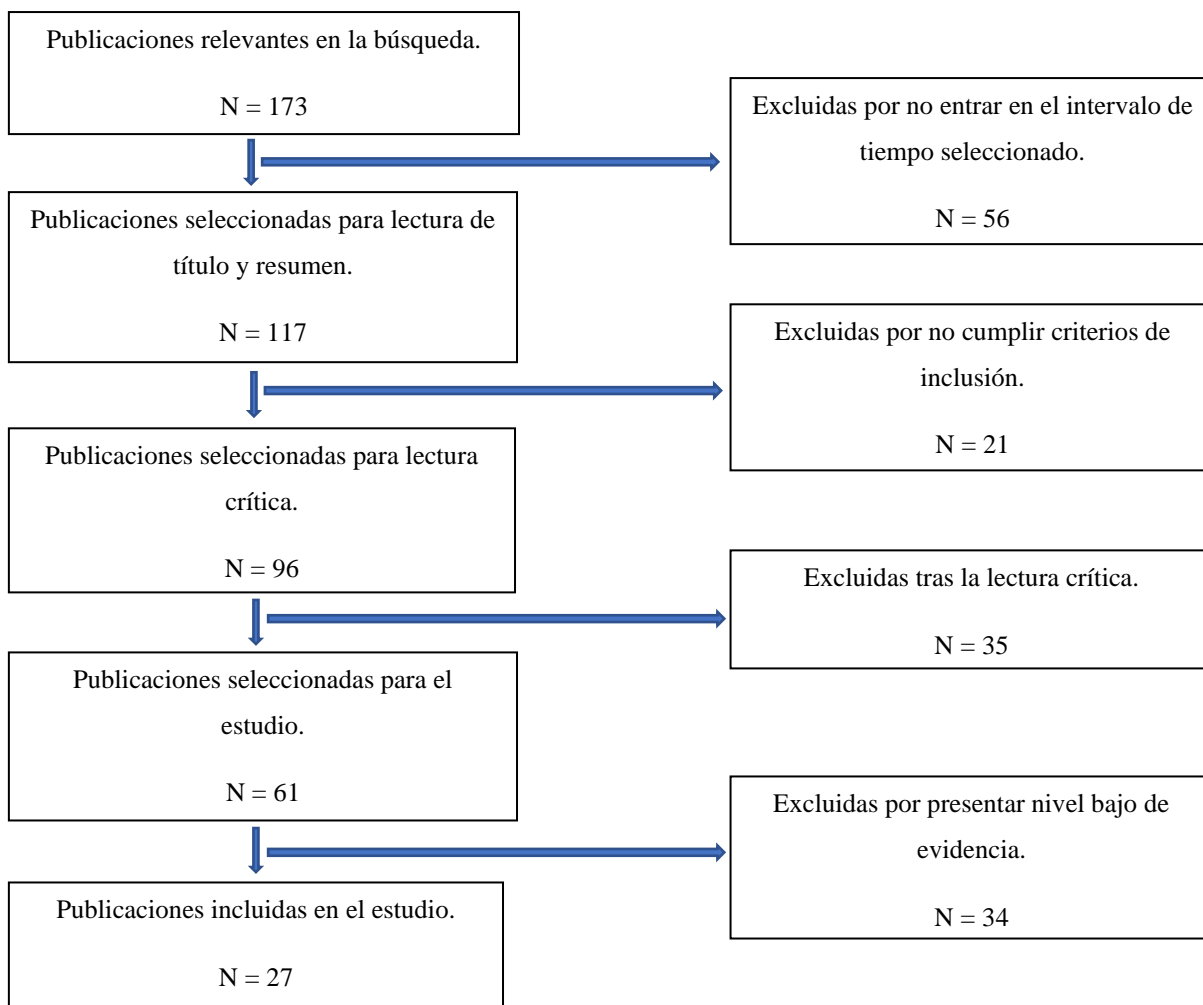 Publicaciones relevantes en la búsqueda.
N = 173
Excluidas por no entrar en el intervalo de
tiempo seleccionado.
N = 56
Publicaciones seleccionadas para lectura de
título y resumen.
N = 117
Excluidas por no cumplir criterios de
inclusión.
N = 21
Publicaciones seleccionadas para lectura
crítica.
N = 96
Excluidas tras la lectura crítica.
N = 35
Publicaciones seleccionadas para el
estudio.
N = 61
Excluidas por presentar nivel bajo de
evidencia.
N = 34
Publicaciones incluidas en el estudio.
N = 27